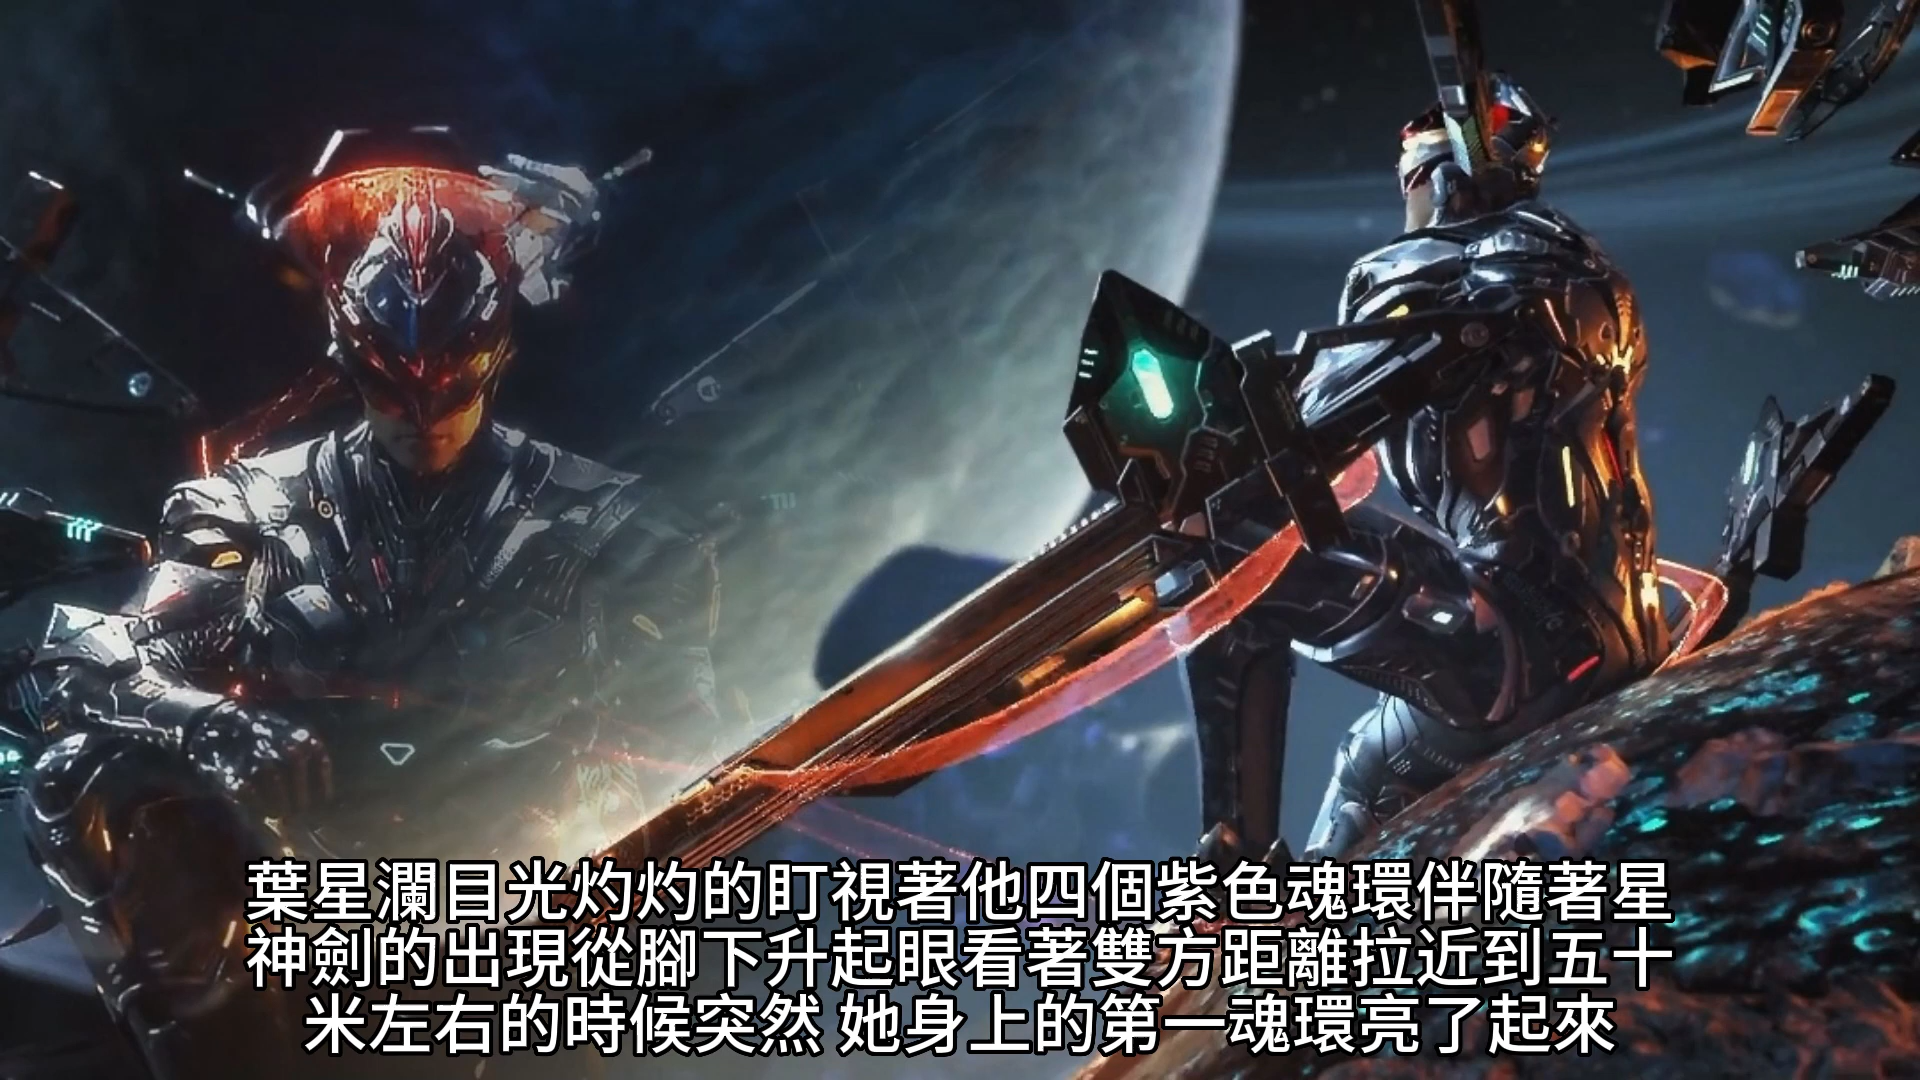 葉星瀾目光灼灼的盯視著他四個紫色魂環伴隨著星
神劍的出現從腳下升起眼看著雙方距離拉近到五十
米左右的時候突然 她身上的第一魂環亮了起來